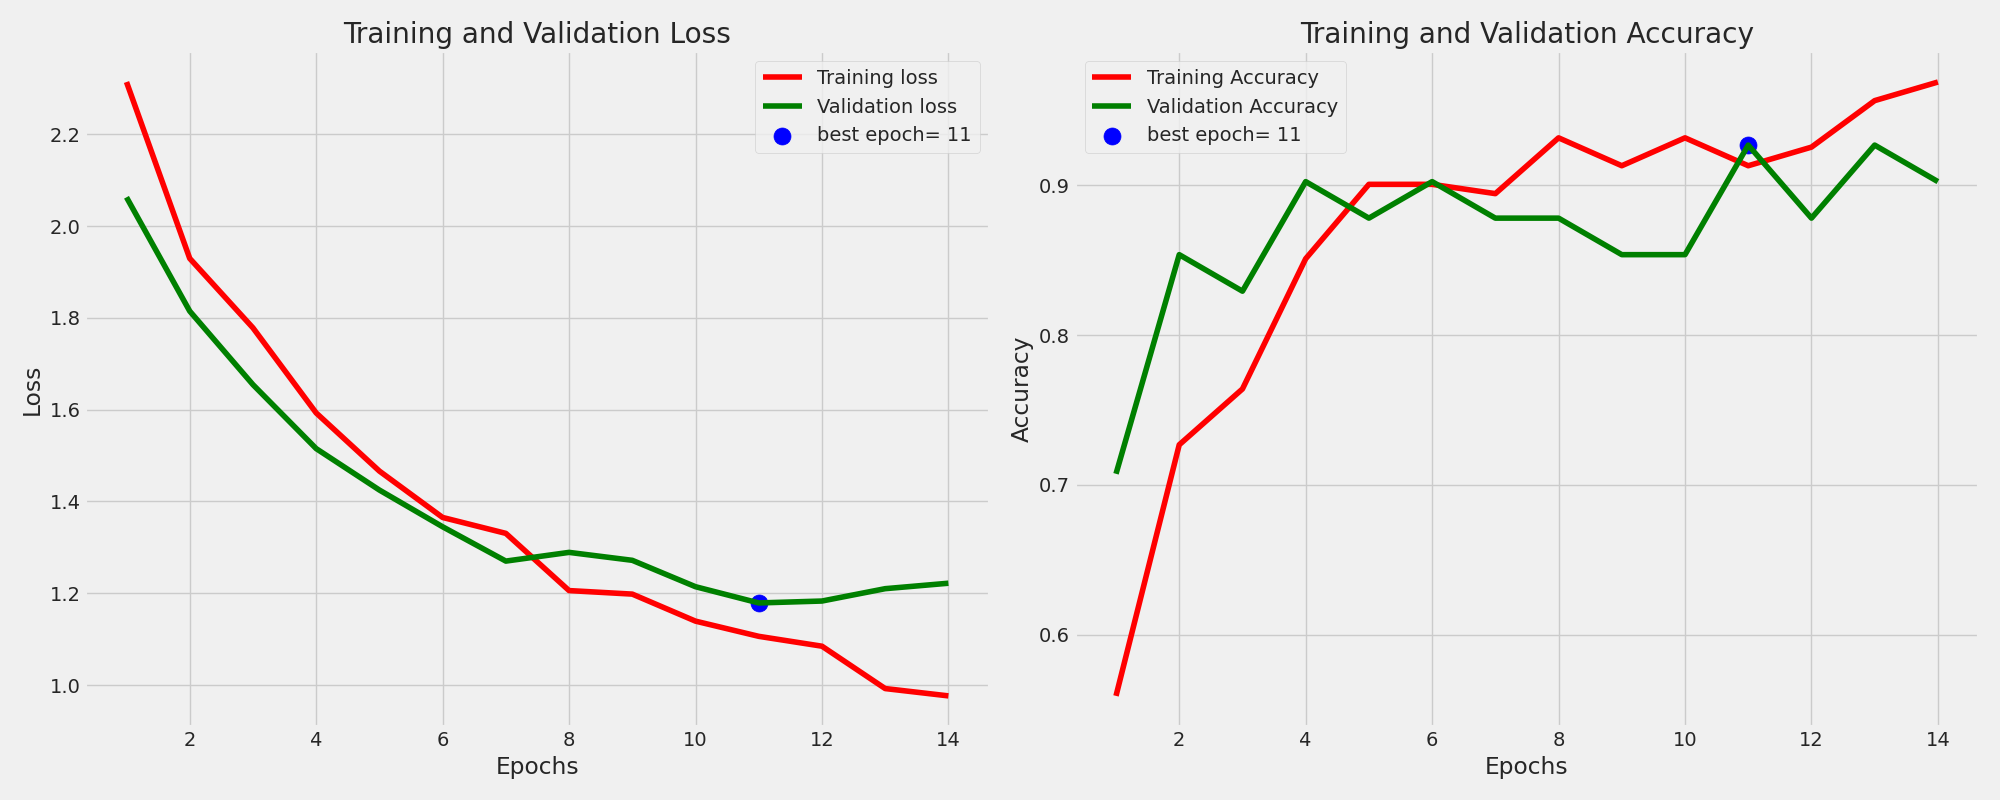 Training and Validation Loss
Training loss
Validation loss
best epoch= 11
2.2
2.0
1.8
1.6
1.4
1.2
1.0
Loss
2 4 6 8 10 12 14
Epochs
Training and Validation Accuracy
Training Accuracy
Validation Accuracy
best epoch= 11
0.9
0.8
0.7
0.6
Accuracy
2 4 6 8 10 12 14
Epochs